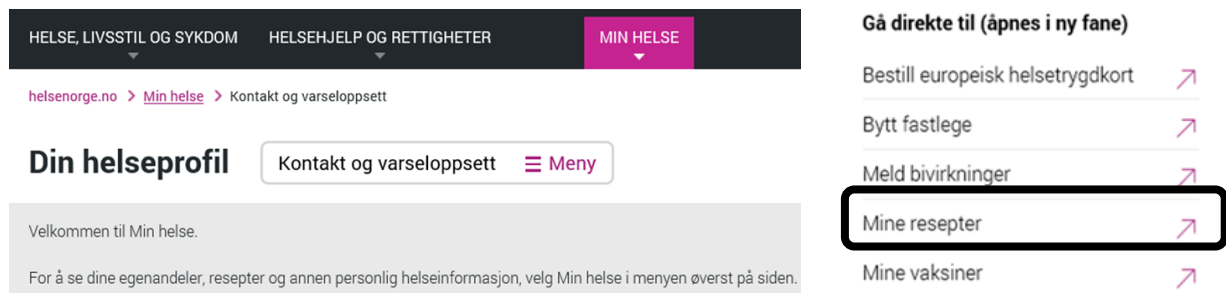 HELSE, LIVSSTIL OG SYKDOM HELSEHJELP OG RETTIGHETER MIN HELSE
helsenorge.no > Min helse > Kontakt og varseloppsett
Din helseprofil Kontakt og varseloppsett ☰ Meny
Velkommen til Min helse.
For å se dine egenandeler, resepter og annen personlig helseinformasjon, velg Min helse i menyen øverst på siden.
Gå direkte til (åpnes i ny fane)
Bestill europeisk helsetrygdkort
Bytt fastlege
Meld bivirkninger
Mine resepter
Mine vaksiner